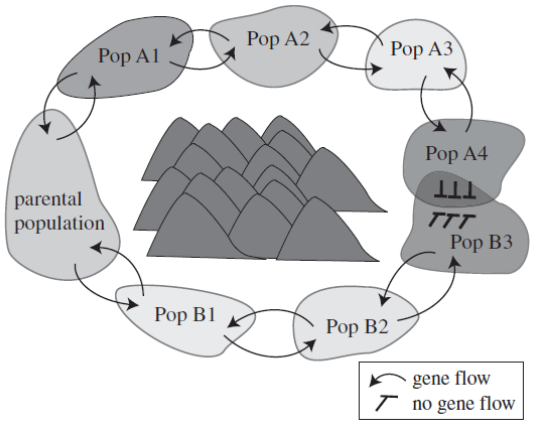 Pop A1
Pop A2
Pop A3
Pop A4
parental
population
Pop B3
Pop B1
Pop B2
gene flow
no gene flow